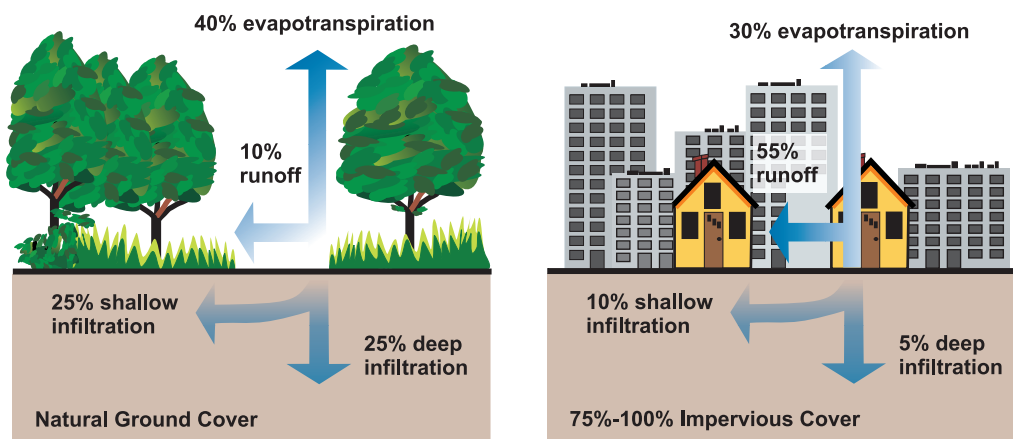 40% evapotranspiration
10%
runoff
25% shallow
infiltration
25% deep
infiltration
Natural Ground Cover
30% evapotranspiration
55%
runoff
10% shallow
infiltration
5% deep
infiltration
75%-100% Impervious Cover